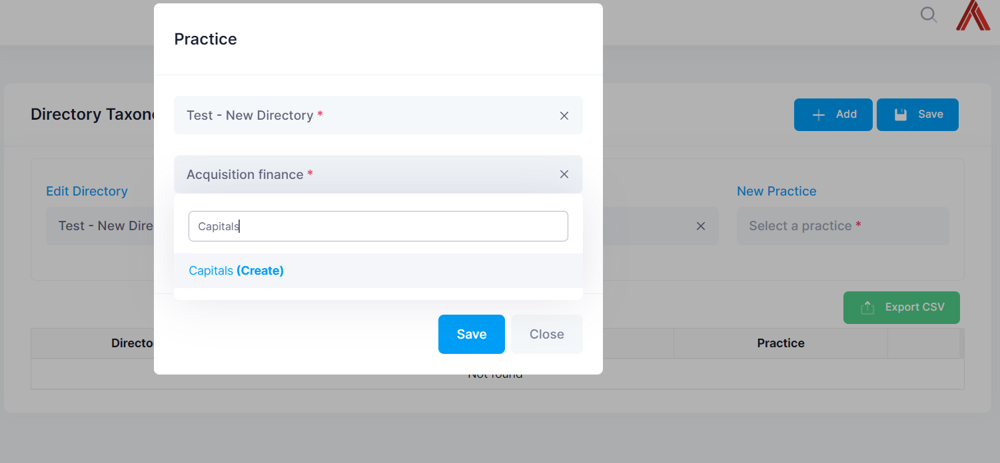 Practice
Directory Taxon
Test - New Directory *
Add
Save
Acquisition finance *
Edit Directory
New Practice
Test - New Dire
Capitals
Select a practice *
Capitals (Create)
Export CSV
Save
Close
Directo
Practice
Not found